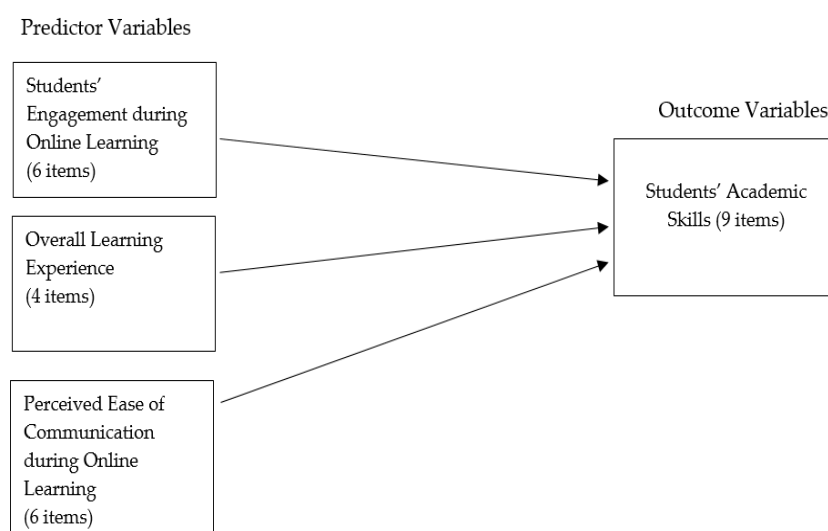 Predictor Variables
Students’
Engagement during
Online Learning
(6 items)
Overall Learning
Experience
(4 items)
Perceived Ease of
Communication
during Online
Learning
(6 items)
Outcome Variables
Students’ Academic
Skills (9 items)